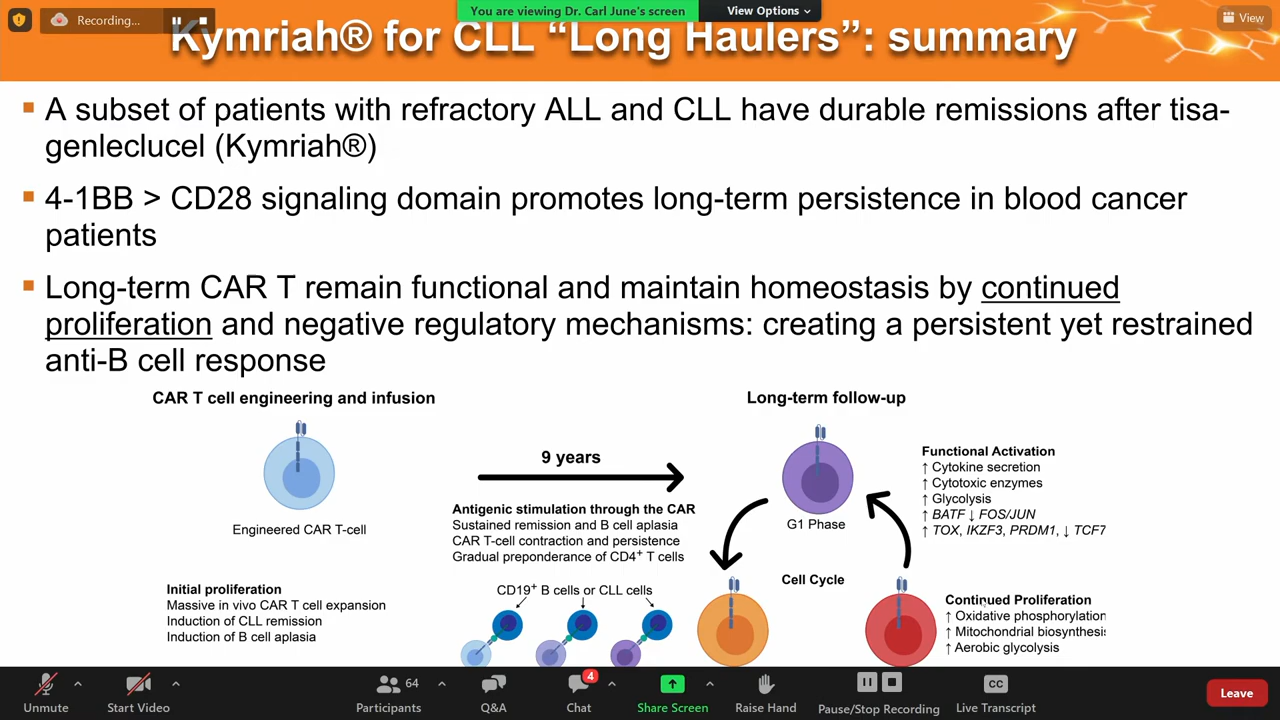 Recording...
You are viewing Dr. Carl June's screen
View Options
View
Kymriah® for CLL “Long Haulers”: summary
A subset of patients with refractory ALL and CLL have durable remissions after tisa-
genleclucel (Kymriah®)
4-1BB > CD28 signaling domain promotes long-term persistence in blood cancer
patients
Long-term CAR T remain functional and maintain homeostasis by continued
proliferation and negative regulatory mechanisms: creating a persistent yet restrained
anti-B cell response
CAR T cell engineering and infusion
Engineered CAR T-cell
Initial proliferation
Massive in vivo CAR T cell expansion
Induction of CLL remission
Induction of B cell aplasia
9 years
Antigenic stimulation through the CAR
Sustained remission and B cell aplasia
CAR T-cell contraction and persistence
Gradual preponderance of CD4⁺ T cells
CD19⁺ B cells or CLL cells
Long-term follow-up
G1 Phase
Cell Cycle
Functional Activation
↑ Cytokine secretion
↑ Cytotoxic enzymes
↑ Glycolysis
↑ BATF ↓ FOS/JUN
↑ TOX, IKZF3, PRDM1, ↓ TCF7
Continued Proliferation
↑ Oxidative phosphorylation
↑ Mitochondrial biosynthesis
↑ Aerobic glycolysis
Unmute
Start Video
64
Participants
Q&A
4
Chat
Share Screen
Raise Hand
Pause/Stop Recording
CC
Live Transcript
Leave